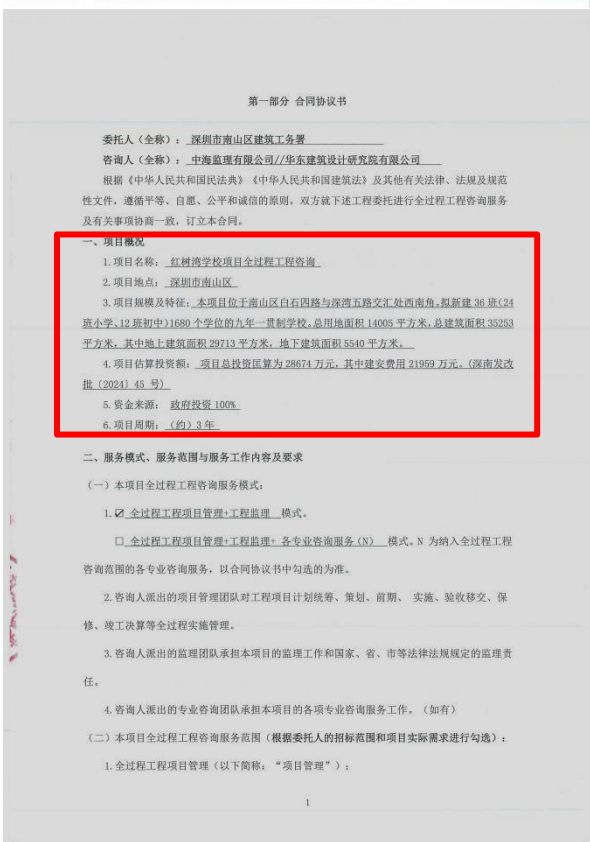 第一部分 合同协议书
委托人（全称）： 深圳市南山区建筑工务署
咨询人（全称）： 中海监理有限公司//华东建筑设计研究院有限公司
根据《中华人民共和国民法典》《中华人民共和国建筑法》及其他有关法律、法规及规范
性文件，遵循平等、自愿、公平和诚信的原则，双方就下述工程委托进行全过程工程咨询服务
及有关事项协商一致，订立本合同。
一、项目概况
1.项目名称： 红树湾学校项目全过程工程咨询
2.项目地点： 深圳市南山区
3.项目规模及特征：本项目位于南山区白石四路与深湾五路交汇处西南角，拟新建 36 班（24
班小学、12 班初中）1680 个学位的九年一贯制学校。总用地面积 14005 平方米，总建筑面积 35253
平方米，其中地上建筑面积 29713 平方米，地下建筑面积 5540 平方米。
4.项目估算投资额： 项目总投资匡算为 28674 万元，其中建安费用 21959 万元。（深南发改
批〔2024〕45 号）
5.资金来源： 政府投资 100%
6.项目周期：（约）3 年
二、服务模式、服务范围与服务工作内容及要求
（一）本项目全过程工程咨询服务模式：
1.☑ 全过程工程项目管理+工程监理 模式。
☐ 全过程工程项目管理+工程监理+ 各专业咨询服务（N） 模式。N 为纳入全过程工程
咨询范围的各专业咨询服务，以合同协议书中勾选的为准。
2.咨询人派出的项目管理团队对工程项目计划统筹、策划、前期、 实施、验收移交、保
修、竣工决算等全过程实施管理。
3.咨询人派出的监理团队承担本项目的监理工作和国家、省、市等法律法规规定的监理责
任。
4.咨询人派出的专业咨询团队承担本项目的各项专业咨询服务工作。（如有）
（二）本项目全过程工程咨询服务范围（根据委托人的招标范围和项目实际需求进行勾选）：
1.全过程工程项目管理（以下简称：“项目管理”）：
1